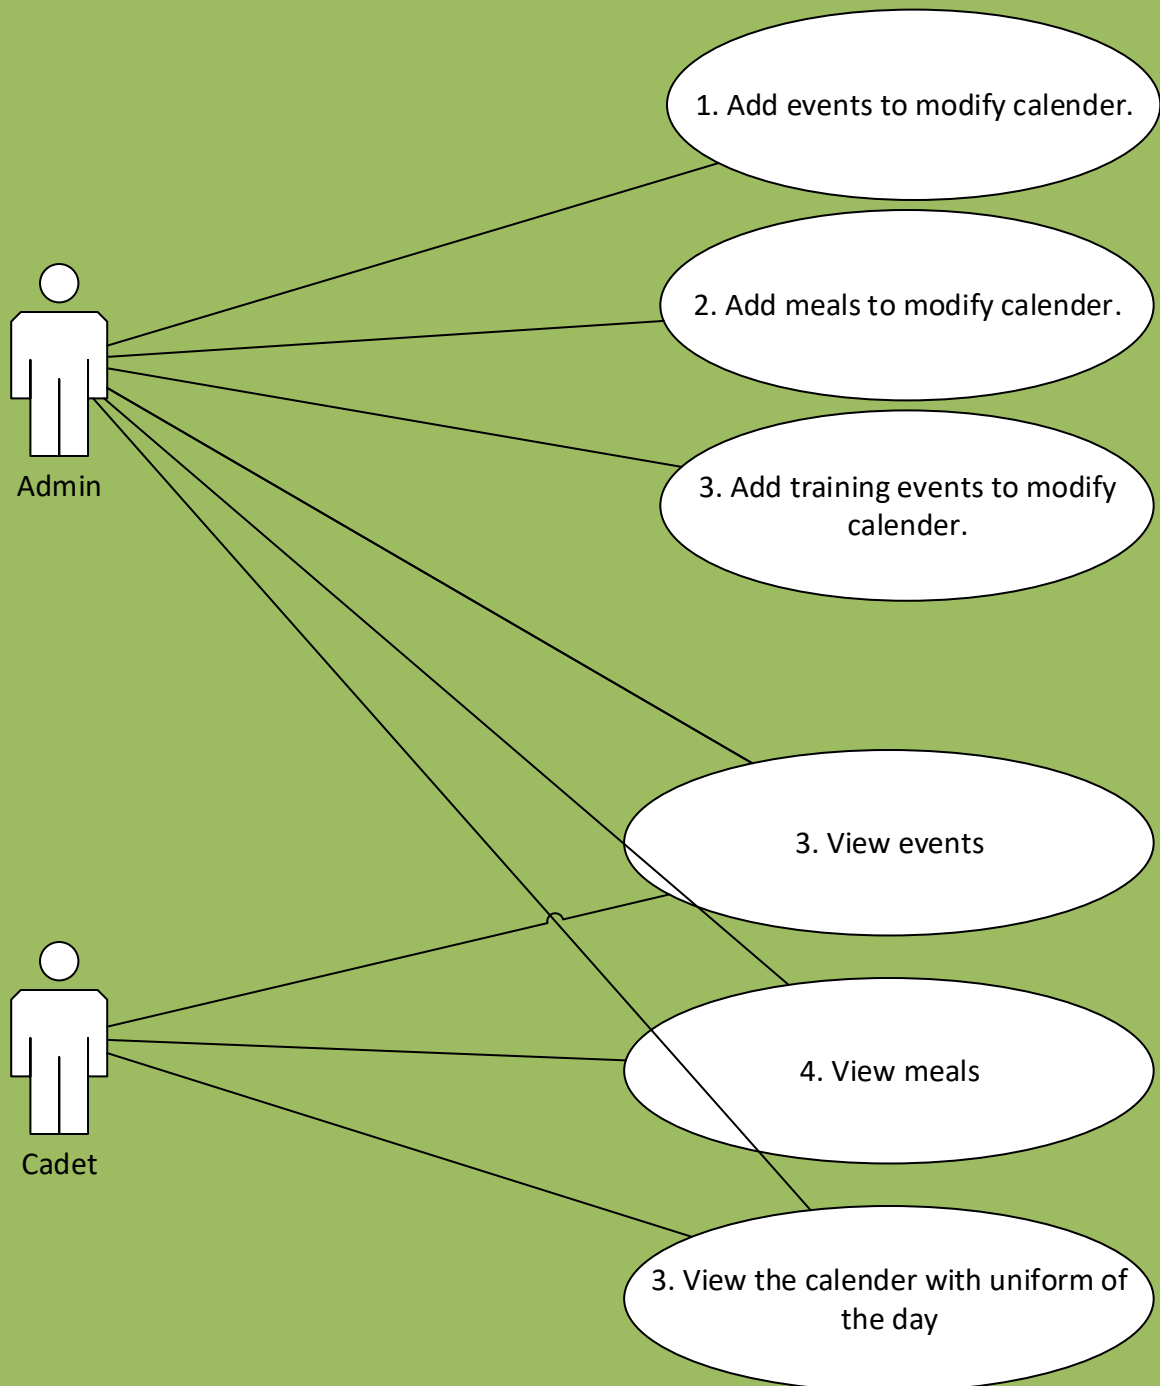 1. Add events to modify calender.
2. Add meals to modify calender.
Admin
3. Add training events to modify
calender.
3. View events
4. View meals
Cadet
3. View the calender with uniform of
the day